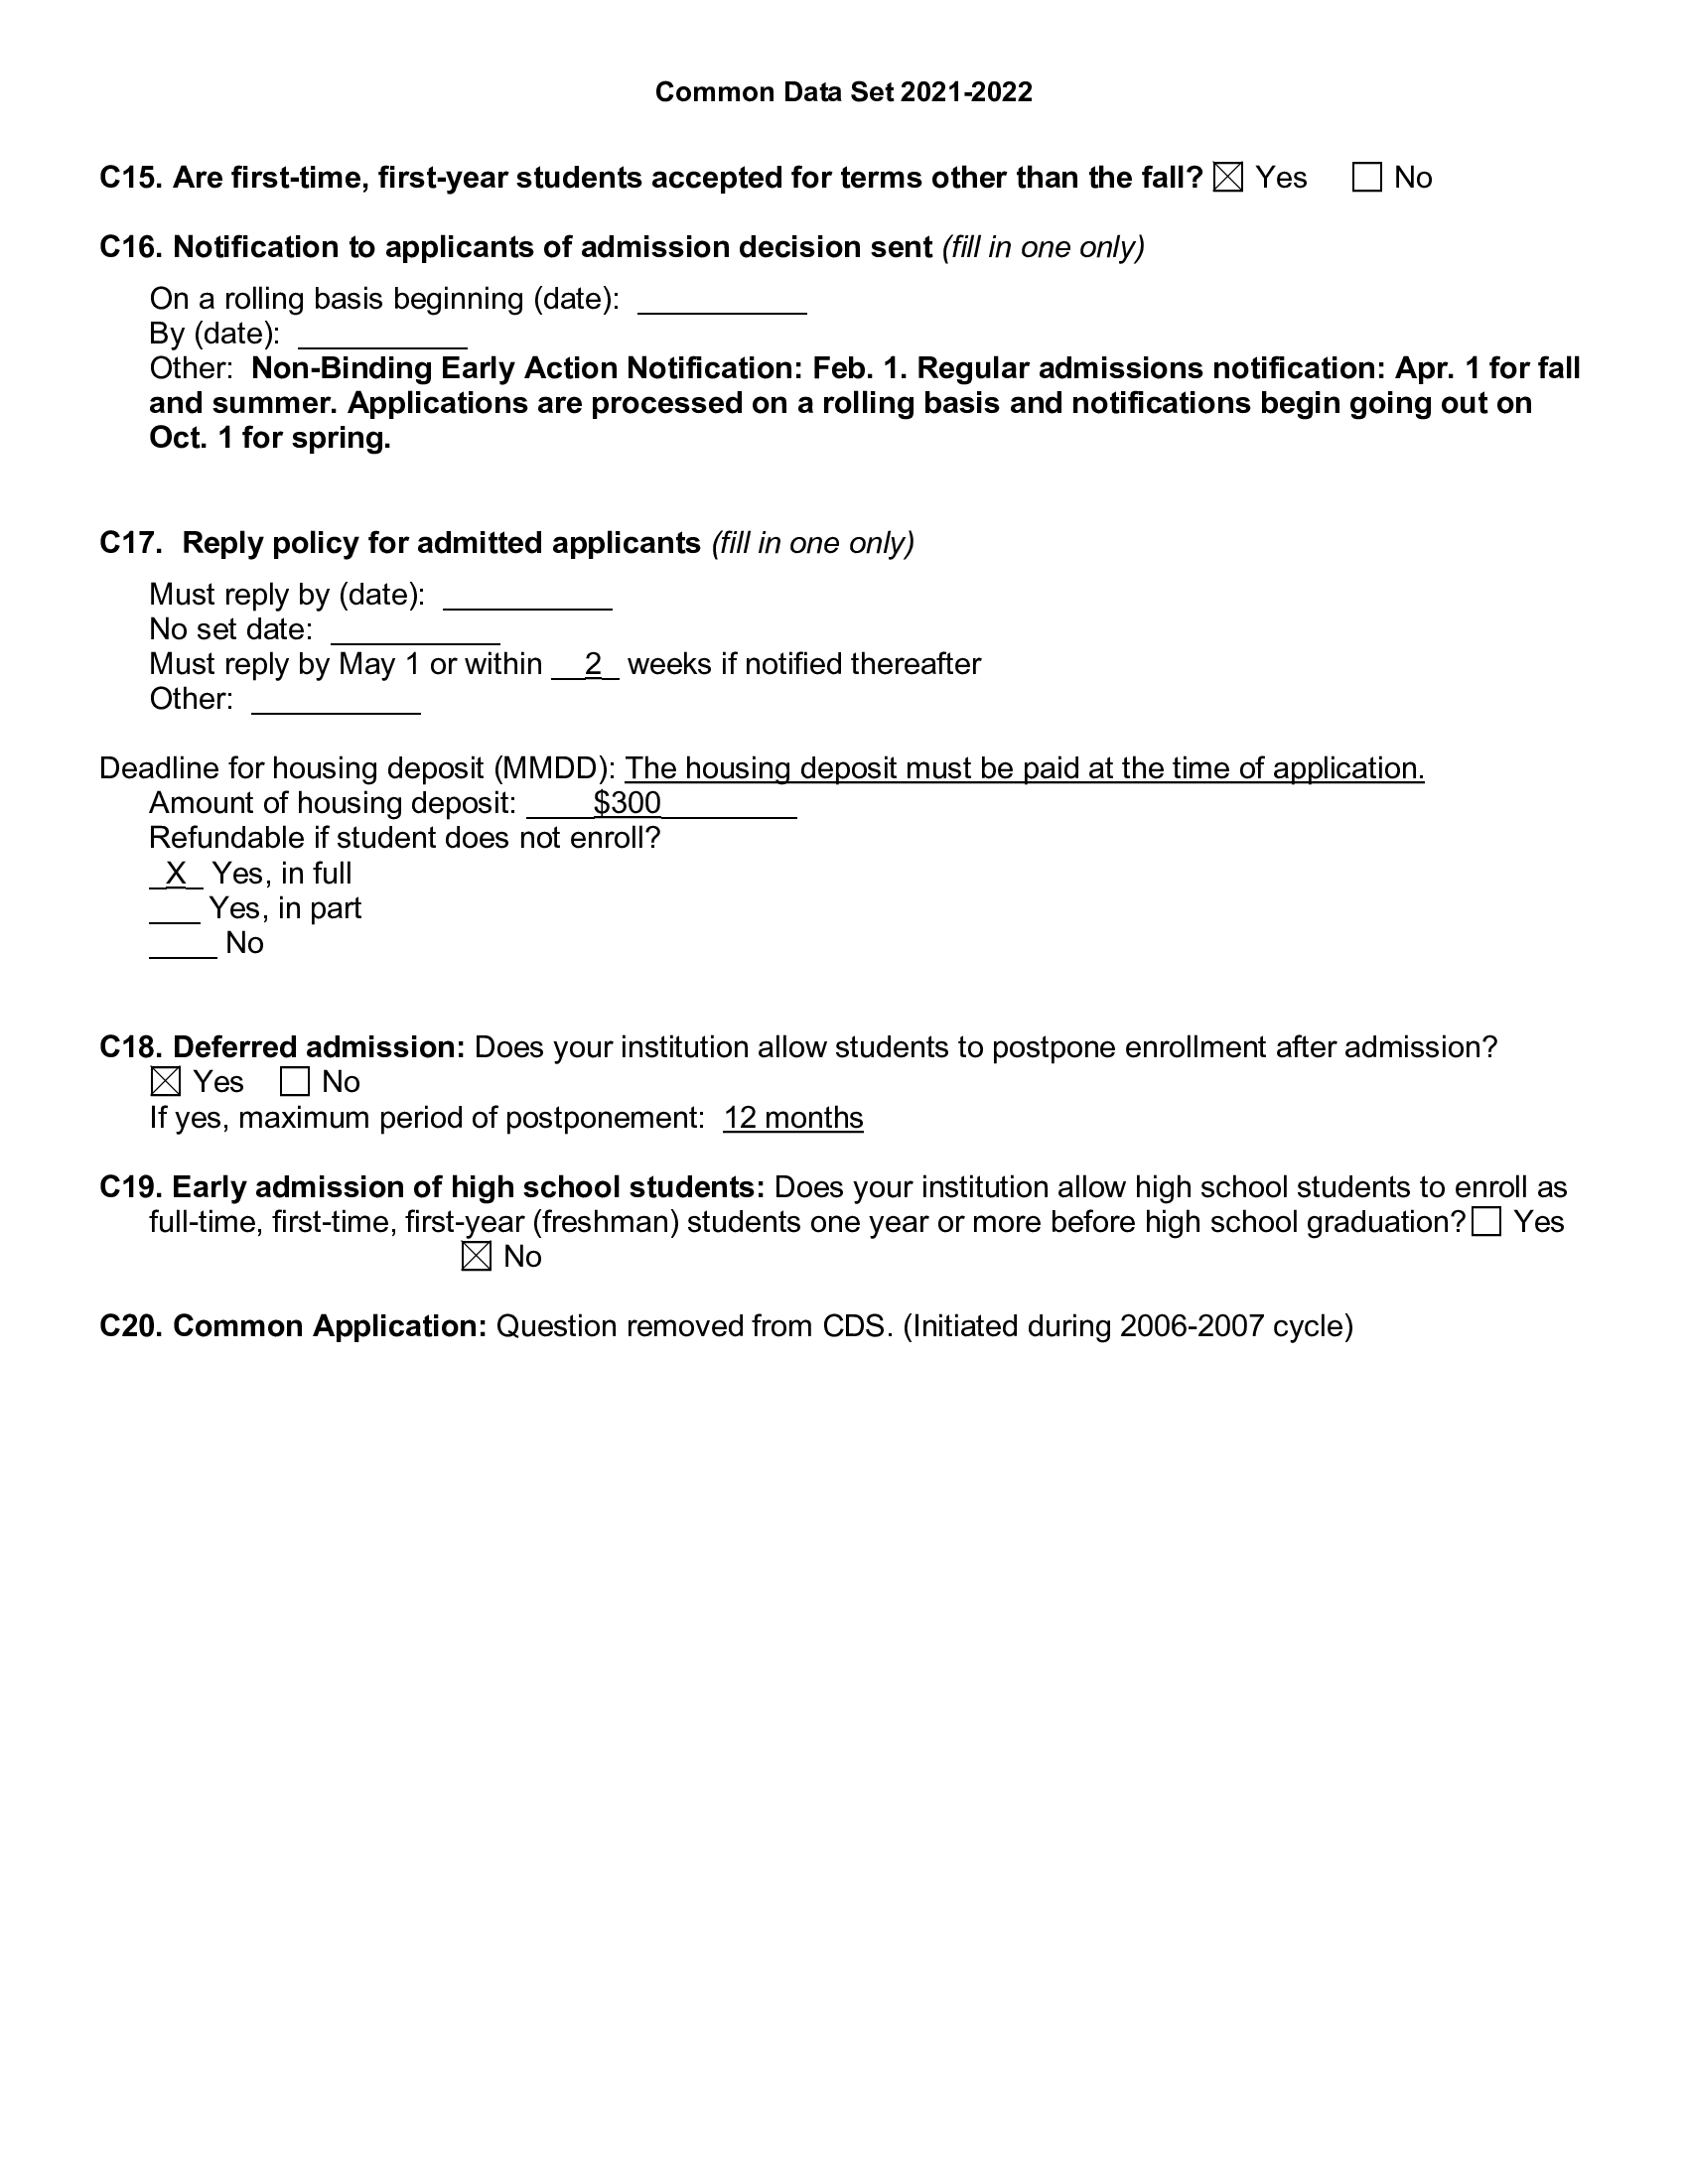 Common Data Set 2021-2022
C15. Are first-time, first-year students accepted for terms other than the fall? ☒ Yes ☐ No
C16. Notification to applicants of admission decision sent (fill in one only)
On a rolling basis beginning (date): __________
By (date): __________
Other: Non-Binding Early Action Notification: Feb. 1. Regular admissions notification: Apr. 1 for fall
and summer. Applications are processed on a rolling basis and notifications begin going out on
Oct. 1 for spring.
C17. Reply policy for admitted applicants (fill in one only)
Must reply by (date): __________
No set date: __________
Must reply by May 1 or within __2_ weeks if notified thereafter
Other: __________
Deadline for housing deposit (MMDD): The housing deposit must be paid at the time of application.
Amount of housing deposit: ____$300________
Refundable if student does not enroll?
_X_ Yes, in full
___ Yes, in part
____ No
C18. Deferred admission: Does your institution allow students to postpone enrollment after admission?
☒ Yes ☐ No
If yes, maximum period of postponement: 12 months
C19. Early admission of high school students: Does your institution allow high school students to enroll as
full-time, first-time, first-year (freshman) students one year or more before high school graduation? ☐ Yes
☒ No
C20. Common Application: Question removed from CDS. (Initiated during 2006-2007 cycle)